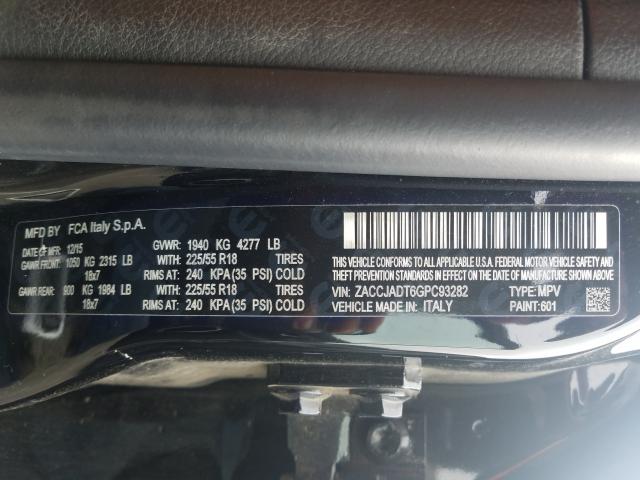 MFD BY FCA Italy S.p.A.
DATE OF MFR: 12/15 GVWR: 1940 KG 4277 LB
GAWR FRONT: 1050 KG 2315 LB WITH: 225/55 R18 TIRES
18x7 RIMS AT: 240 KPA(35 PSI) COLD
GAWR REAR: 900 KG 1984 LB WITH: 225/55 R18 TIRES
18x7 RIMS AT: 240 KPA(35 PSI) COLD
THIS VEHICLE CONFORMS TO ALL APPLICABLE U.S.A. FEDERAL MOTOR VEHICLE SAFETY,
BUMPER AND THEFT PREVENTION STANDARDS IN EFFECT ON THE DATE OF MANUFACTURE SHOWN ABOVE
VIN: ZACCJADT6GPC93282 TYPE: MPV
VEHICLE MADE IN: ITALY PAINT: 601